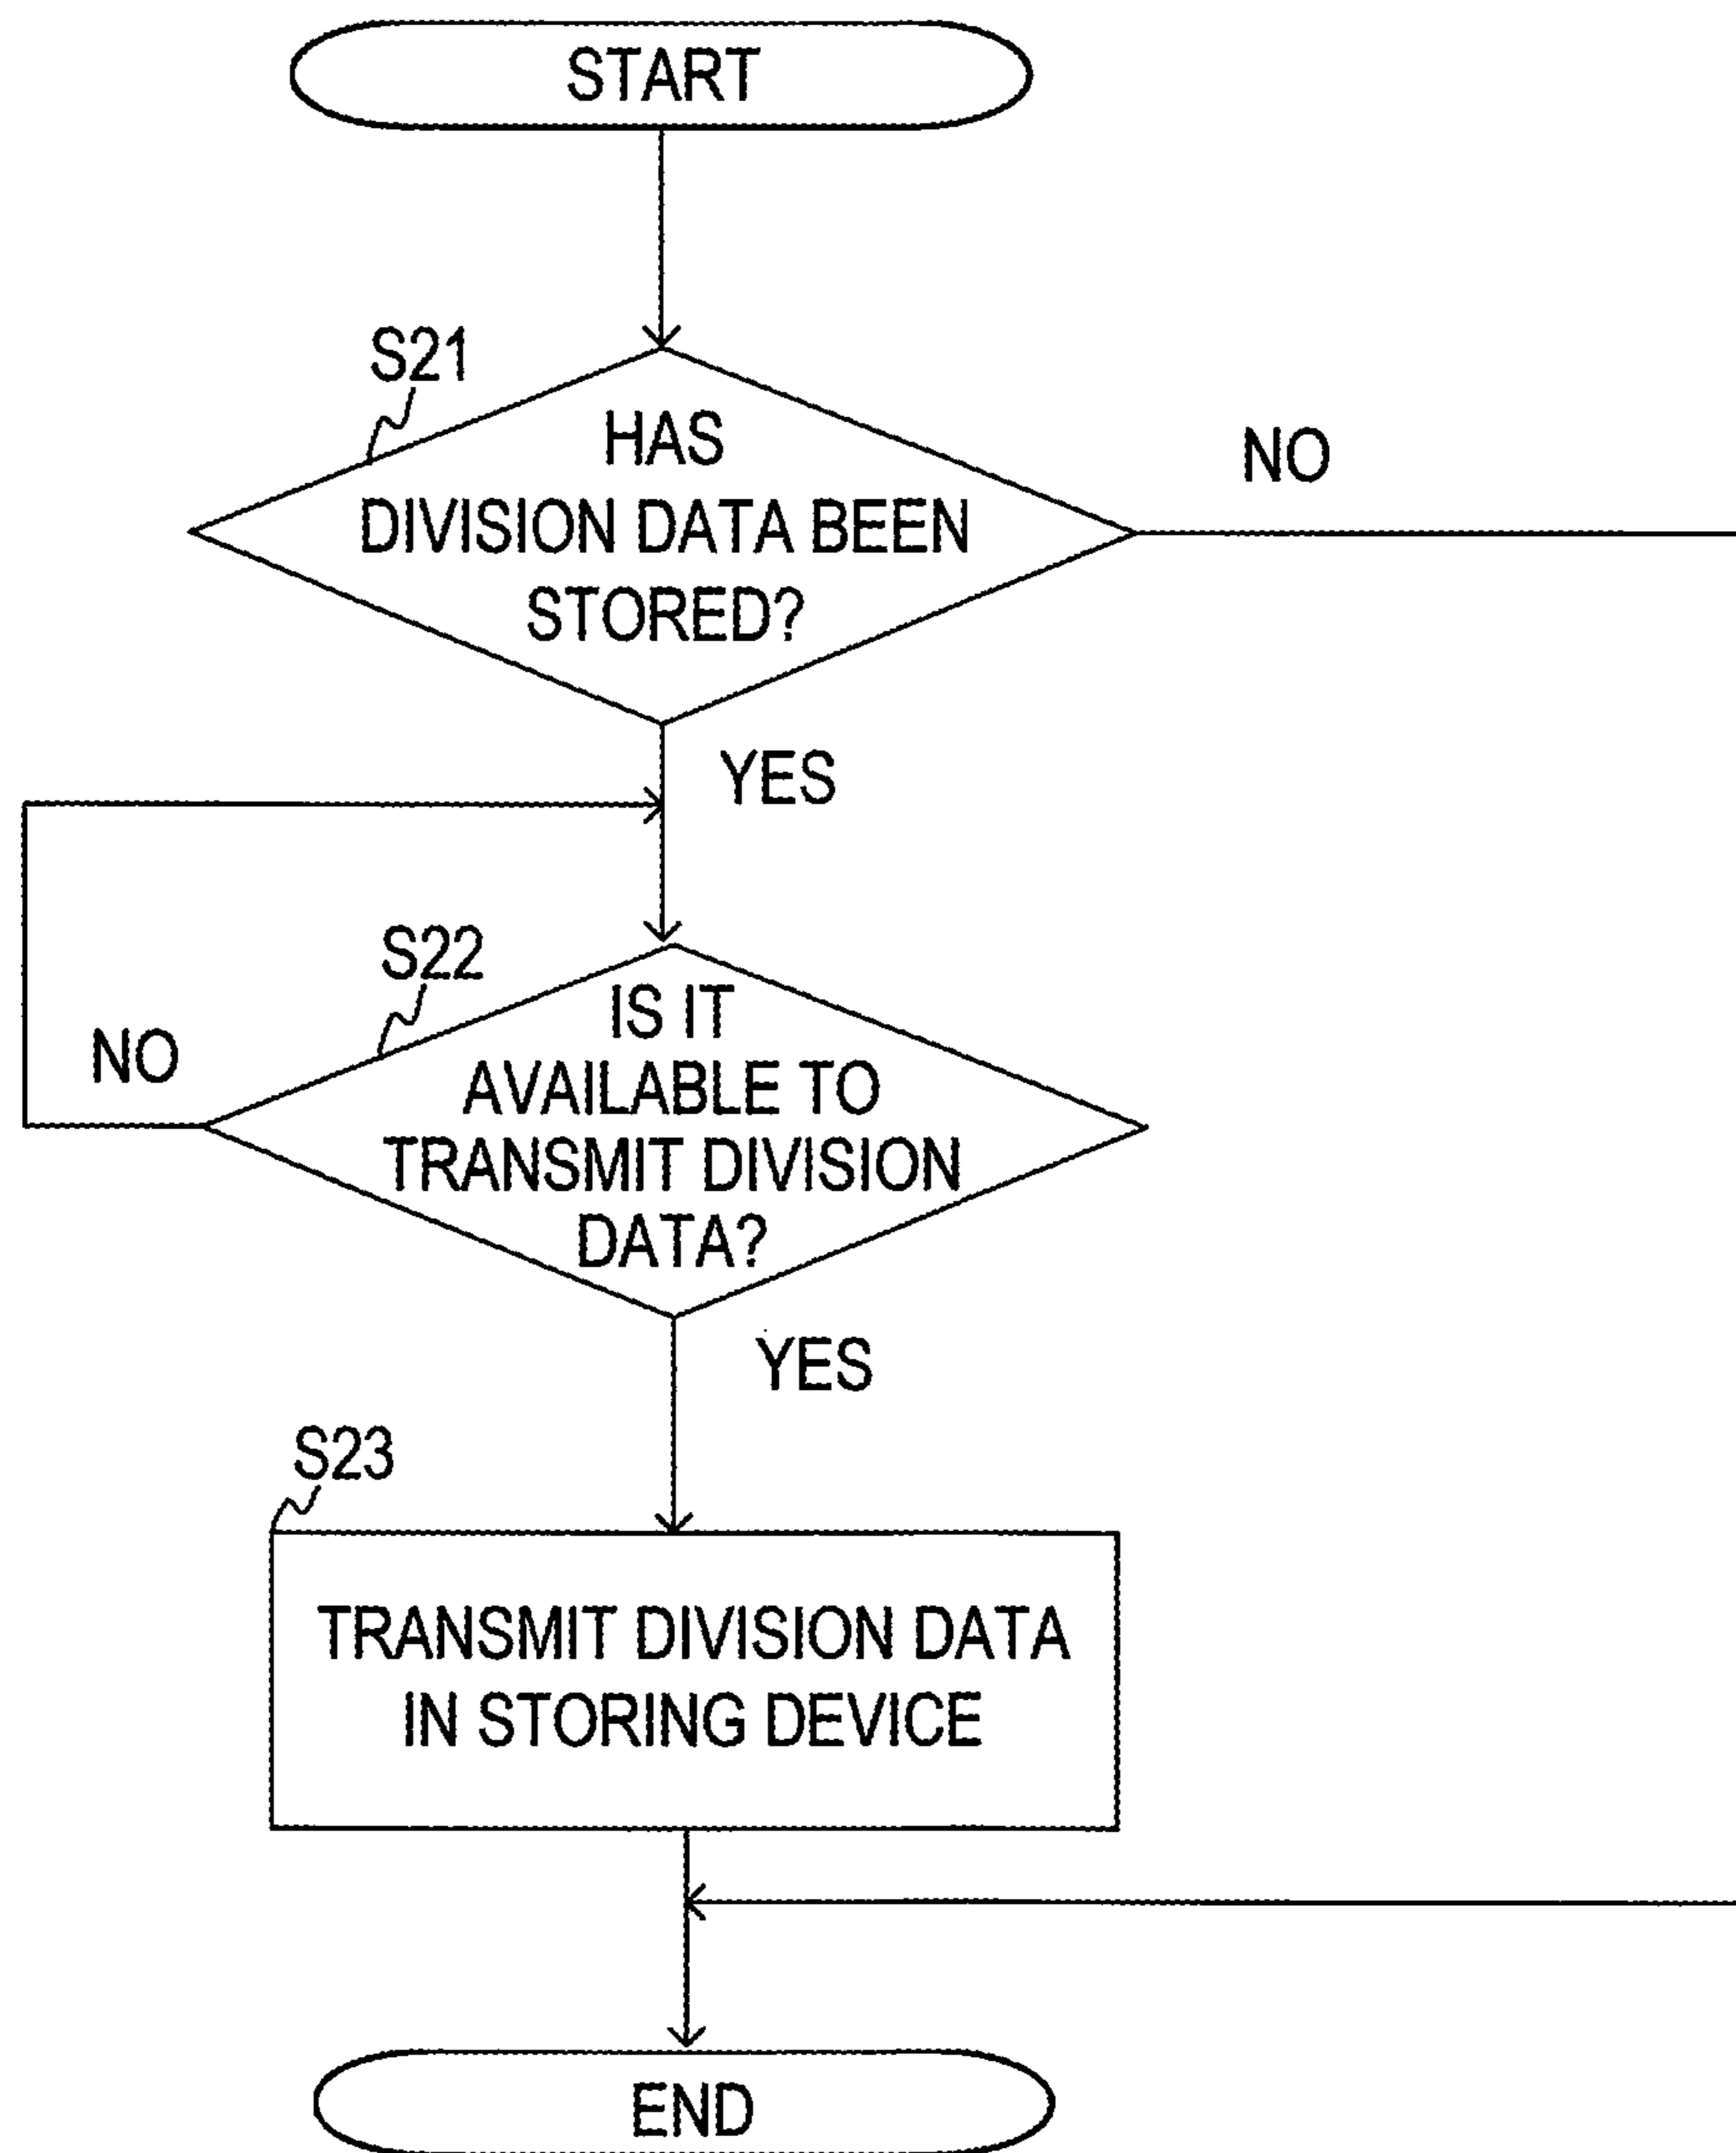 START
S21
HAS
DIVISION DATA BEEN
STORED?
NO
YES
S22
IS IT
AVAILABLE TO
TRANSMIT DIVISION
DATA?
NO
YES
S23
TRANSMIT DIVISION DATA
IN STORING DEVICE
END